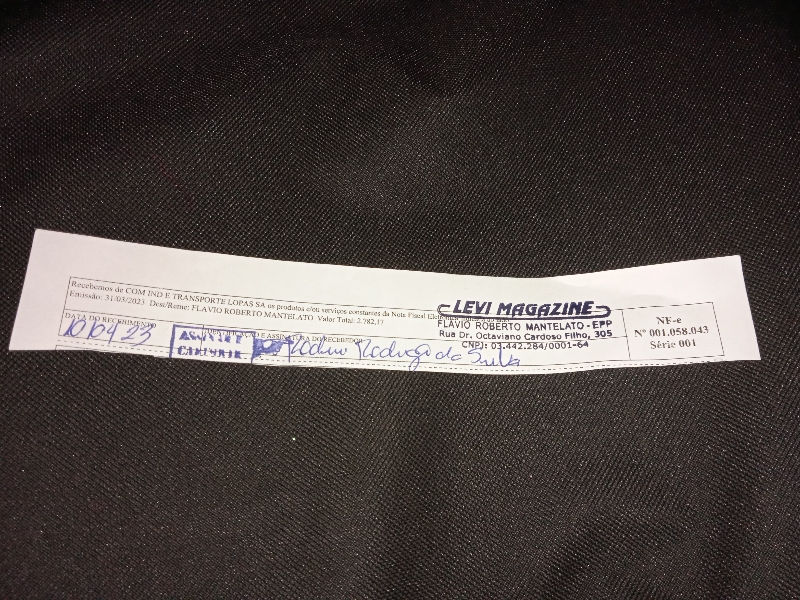 Recebemos de COM IND E TRANSPORTE LOPAS SA os produtos e/ou serviços constantes da Nota Fiscal
Emissão: 31/03/2023 Dest/Reme: FLAVIO ROBERTO MANTELATO Valor Total: 2.782,17
LEVI MAGAZINE
FLAVIO ROBERTO MANTELATO - EPP
Rua Dr. Octaviano Cardoso Filho, 305
CNPJ: 03.442.284/0001-64
NF-e
Nº 001.058.043
Série 001
DATA DO RECEBIMENTO
IDENTIFICAÇÃO E ASSINATURA DO RECEBEDOR
10/04/23
Rodrigo da Silva